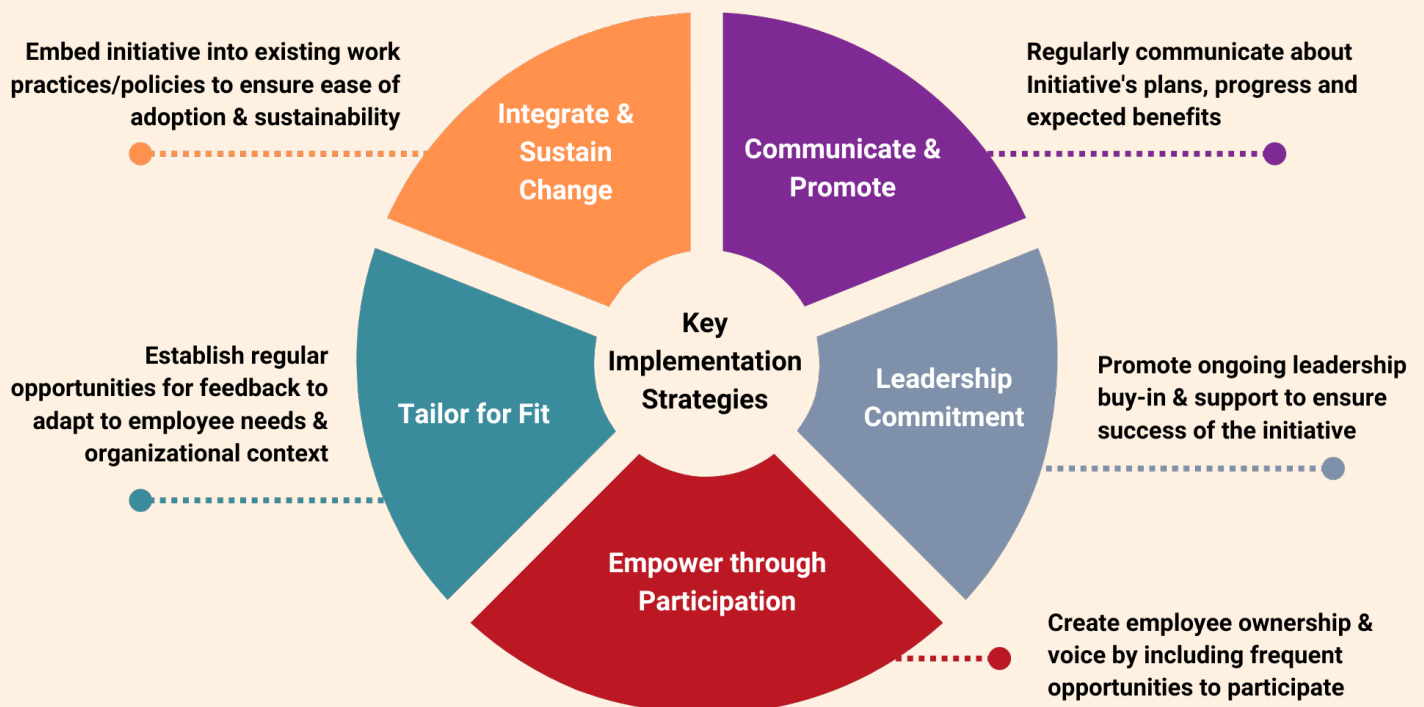 Embed initiative into existing work
practices/policies to ensure ease of
adoption & sustainability
Integrate &
Sustain
Change
Communicate &
Promote
Regularly communicate about
Initiative's plans, progress and
expected benefits
Key
Implementation
Strategies
Establish regular
opportunities for feedback to
adapt to employee needs &
organizational context
Tailor for Fit
Leadership
Commitment
Promote ongoing leadership
buy-in & support to ensure
success of the initiative
Empower through
Participation
Create employee ownership &
voice by including frequent
opportunities to participate